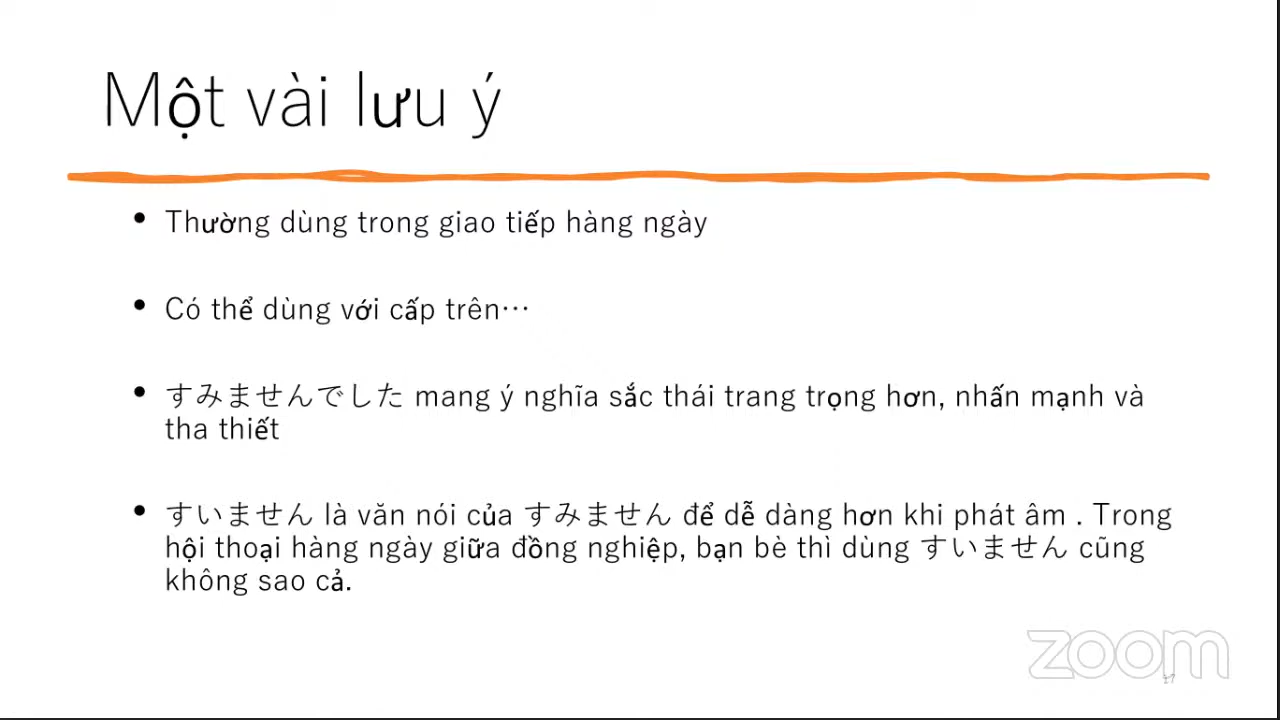 Một vài lưu ý
• Thường dùng trong giao tiếp hàng ngày
• Có thể dùng với cấp trên…
• すみませんでした mang ý nghĩa sắc thái trang trọng hơn, nhấn mạnh và
tha thiết
• すいません là văn nói của すみません để dễ dàng hơn khi phát âm . Trong
hội thoại hàng ngày giữa đồng nghiệp, bạn bè thì dùng すいません cũng
không sao cả.
zoom
17